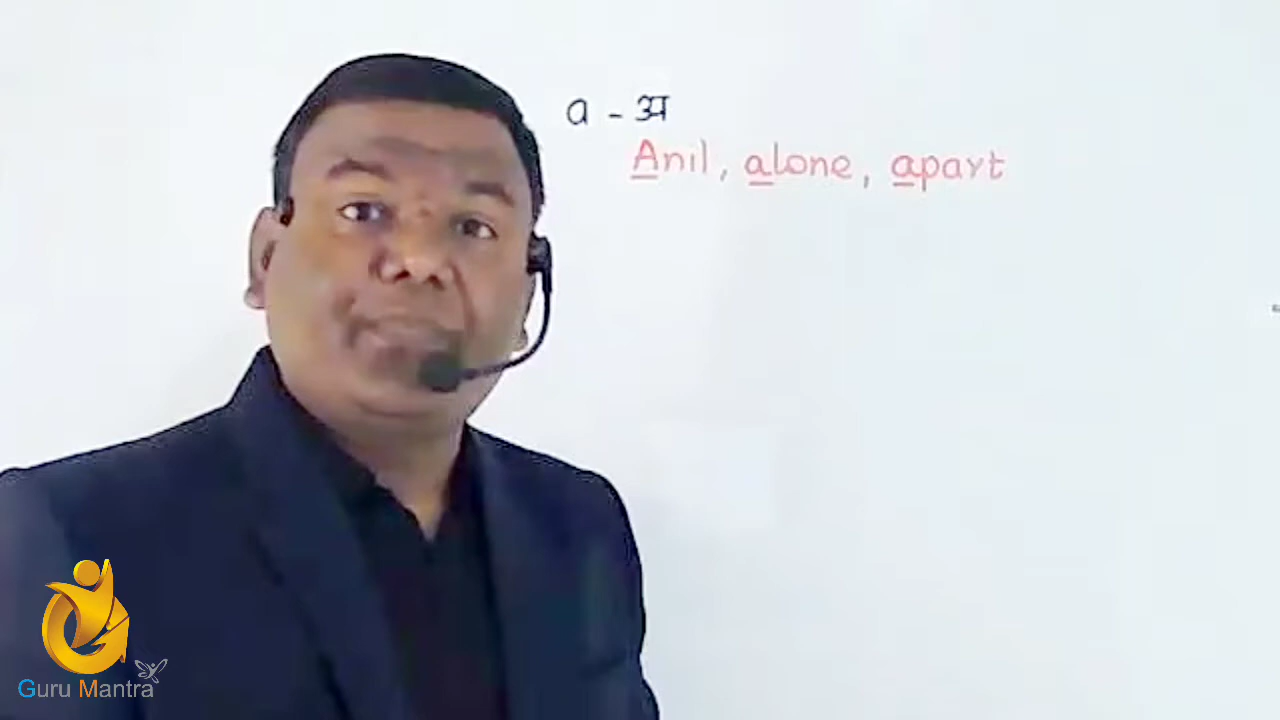 a - अ
Anil, alone, apart
Guru Mantra